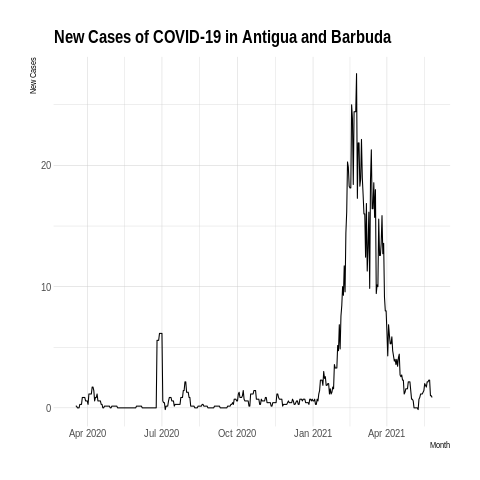 New Cases of COVID-19 in Antigua and Barbuda
New Cases
20
10
0
Apr 2020 Jul 2020 Oct 2020 Jan 2021 Apr 2021
Month